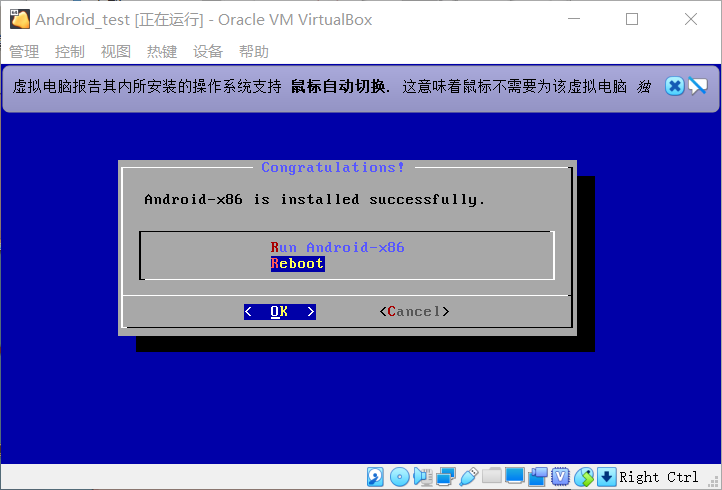 Android_test [正在运行] - Oracle VM VirtualBox
管理 控制 视图 热键 设备 帮助
虚拟电脑报告其内所安装的操作系统支持 鼠标自动切换. 这意味着鼠标不需要为该虚拟电脑 独
Congratulations!
Android-x86 is installed successfully.
Run Android-x86
Reboot
< OK > <Cancel>
Right Ctrl